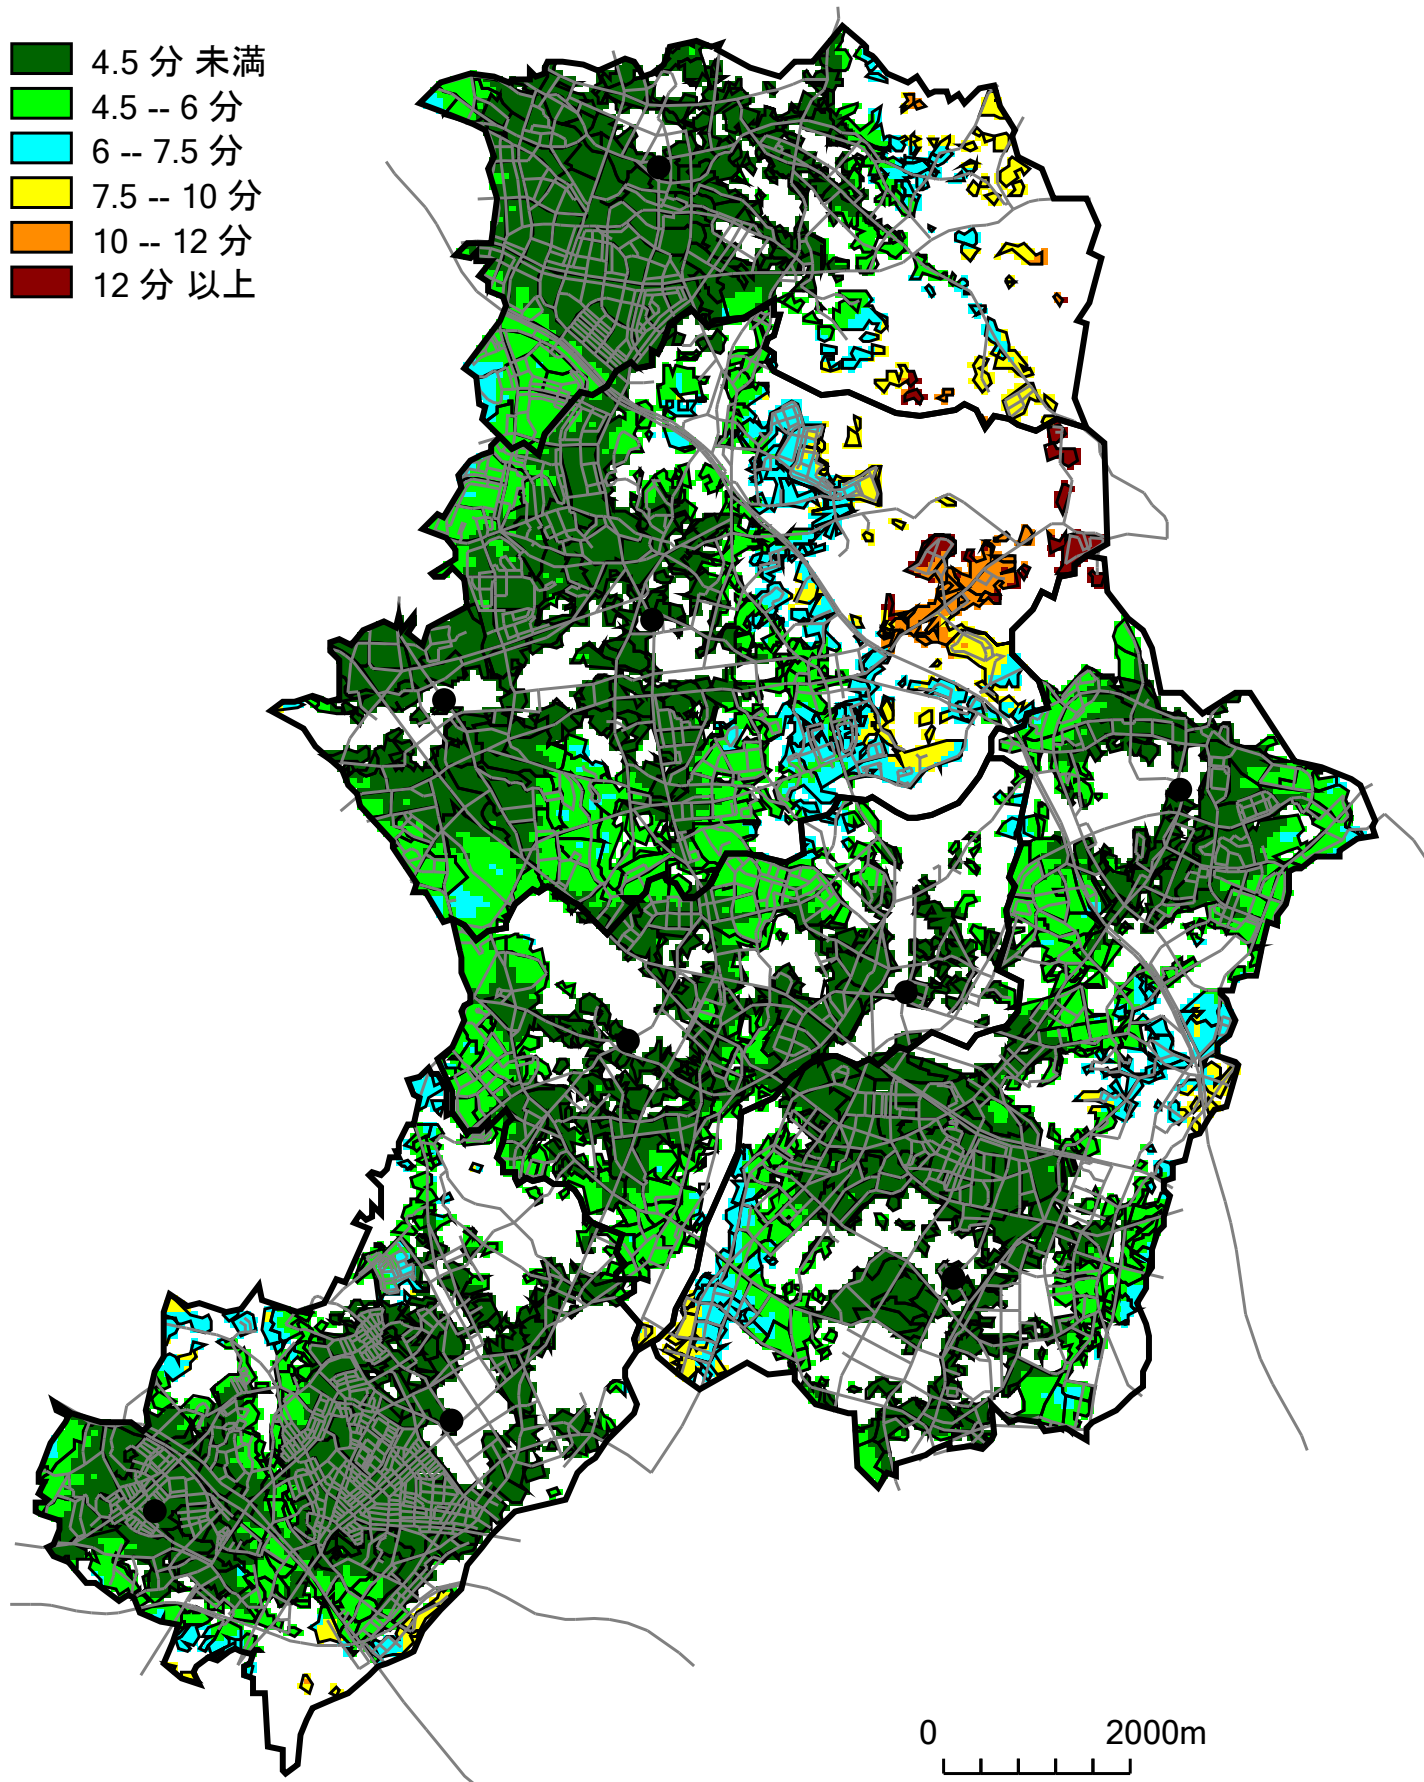 4.5 分 未満
4.5 -- 6 分
6 -- 7.5 分
7.5 -- 10 分
10 -- 12 分
12 分 以上
0 2000m